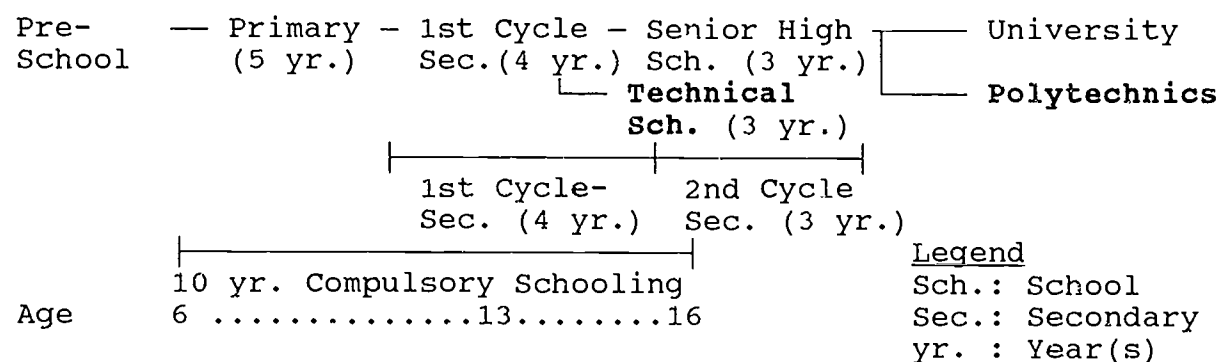 Pre- — Primary – 1st Cycle – Senior High — University
School (5 yr.) Sec.(4 yr.) Sch. (3 yr.)
Technical Polytechnics
Sch. (3 yr.)
1st Cycle- 2nd Cycle
Sec. (4 yr.) Sec. (3 yr.)
10 yr. Compulsory Schooling
Age 6 ..............13........16
Legend
Sch.: School
Sec.: Secondary
yr. : Year(s)